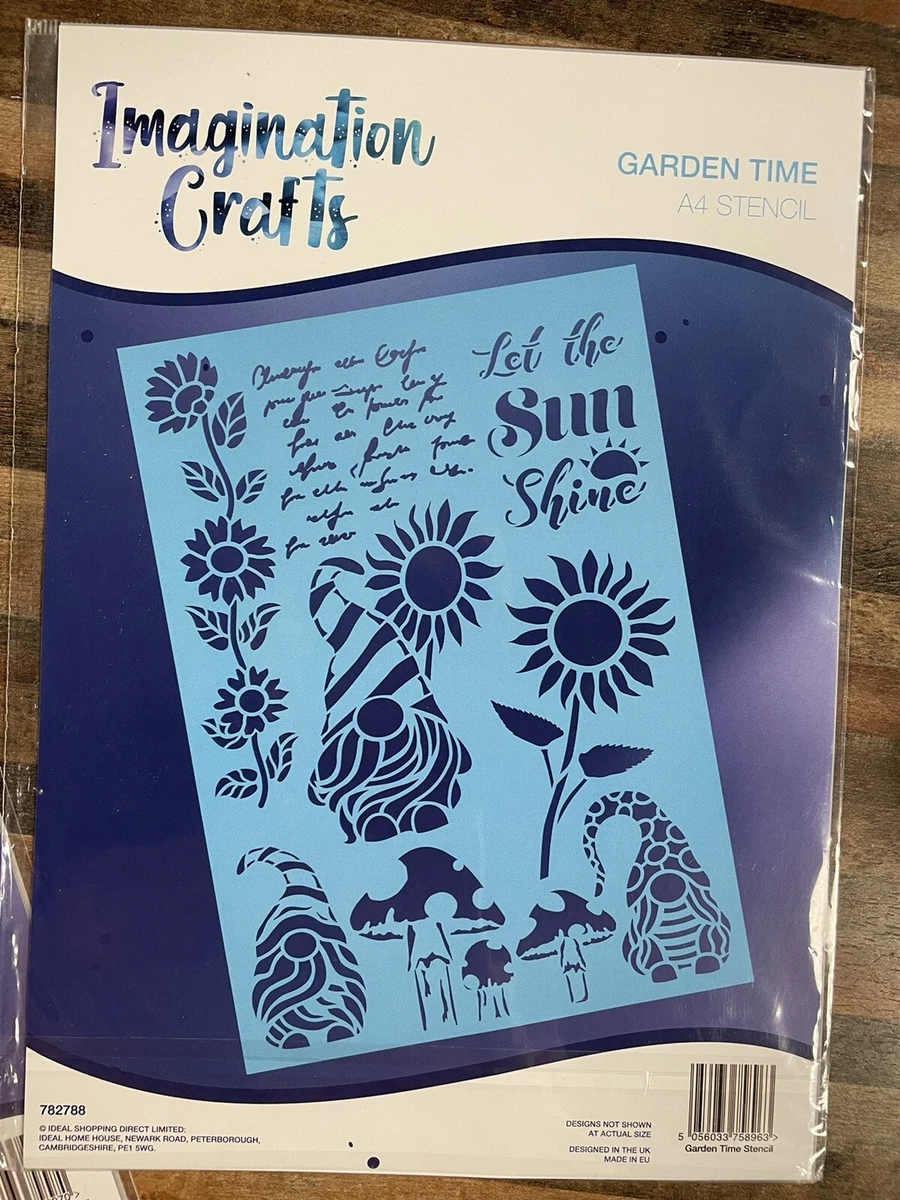 Imagination
Crafts
GARDEN TIME
A4 STENCIL
Let the
Sun
Shine
782788
© IDEAL SHOPPING DIRECT LIMITED:
IDEAL HOME HOUSE, NEWARK ROAD, PETERBOROUGH,
CAMBRIDGESHIRE, PE1 5WG.
DESIGNS NOT SHOWN
AT ACTUAL SIZE
DESIGNED IN THE UK
MADE IN EU
5 056033 758963 >
Garden Time Stencil